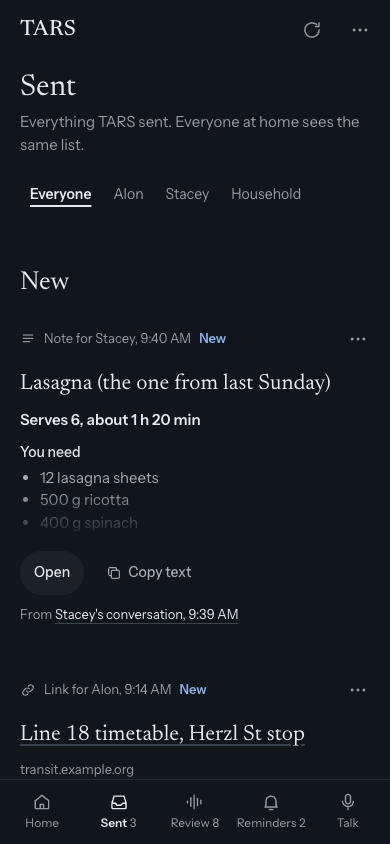 TARS
Sent
Everything TARS sent. Everyone at home sees the
same list.
Everyone Alon Stacey Household
New
Note for Stacey, 9:40 AM New
Lasagna (the one from last Sunday)
Serves 6, about 1 h 20 min
You need
• 12 lasagna sheets
• 500 g ricotta
• 400 g spinach
Open Copy text
From Stacey's conversation, 9:39 AM
Link for Alon, 9:14 AM New
Line 18 timetable, Herzl St stop
transit.example.org
Home Sent 3 Review 8 Reminders 2 Talk